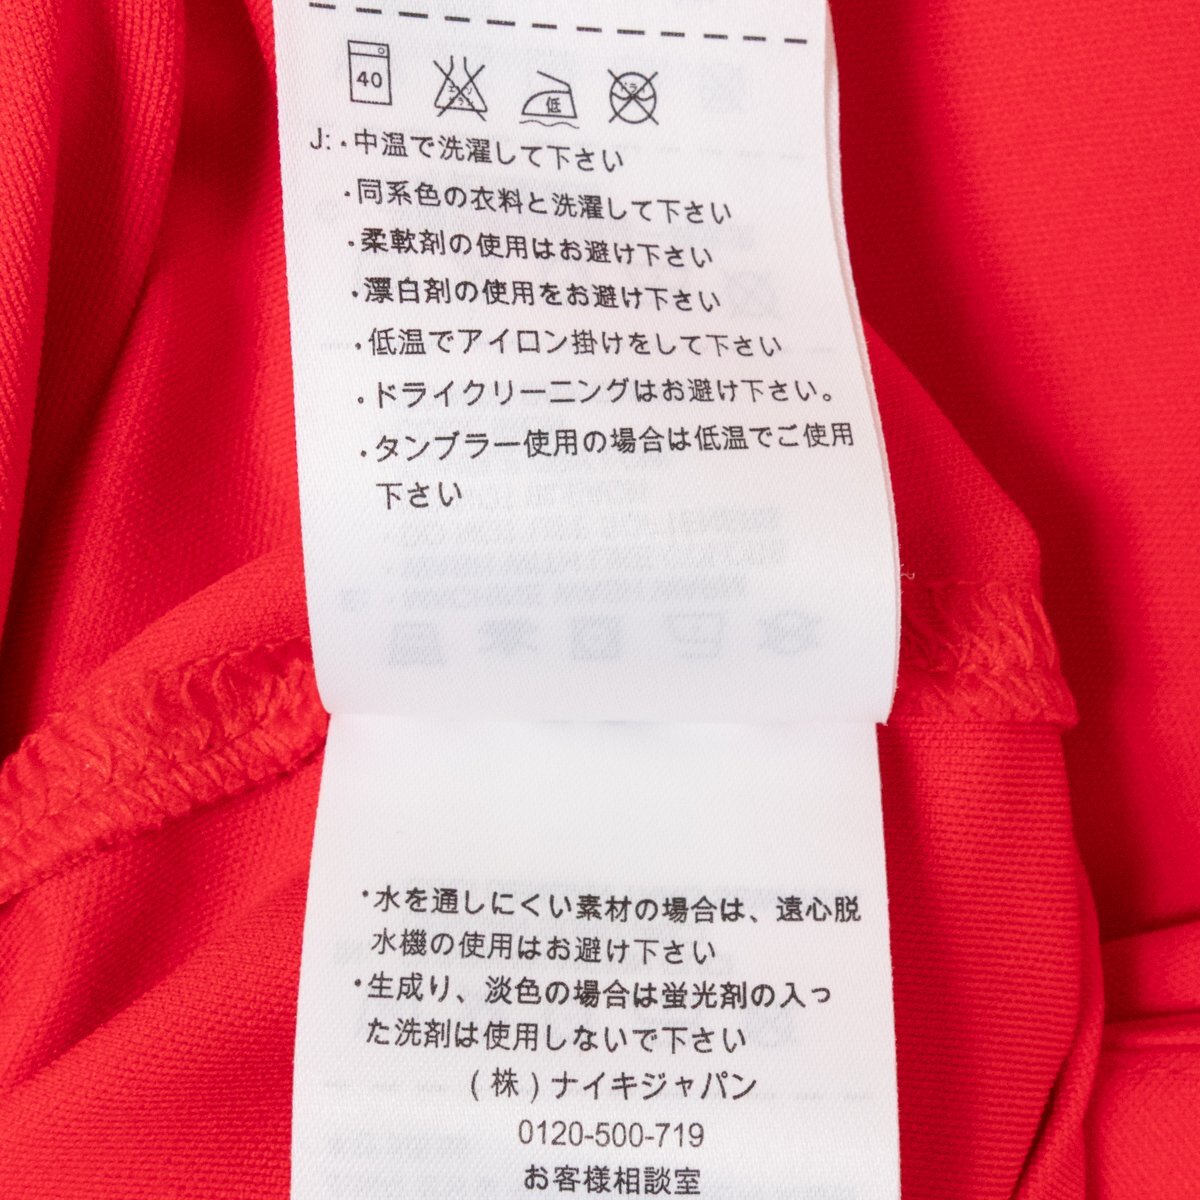 40 エンソサラシ 低 ドライ
J: ・中温で洗濯して下さい
・同系色の衣料と洗濯して下さい
・柔軟剤の使用はお避け下さい
・漂白剤の使用をお避け下さい
・低温でアイロン掛けをして下さい
・ドライクリーニングはお避け下さい。
・タンブラー使用の場合は低温でご使用
下さい
・水を通しにくい素材の場合は、遠心脱
水機の使用はお避け下さい
・生成り、淡色の場合は蛍光剤の入っ
た洗剤は使用しないで下さい
(株)ナイキジャパン
0120-500-719
お客様相談室